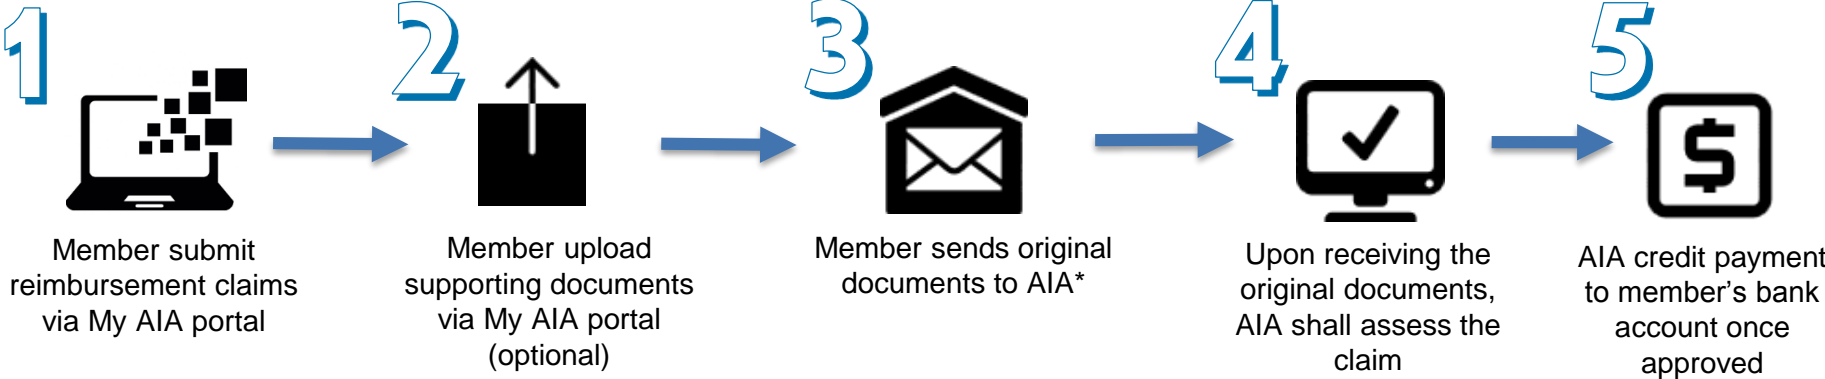 1
Member submit
reimbursement claims
via My AIA portal
2
Member upload
supporting documents
via My AIA portal
(optional)
3
Member sends original
documents to AIA*
4
Upon receiving the
original documents,
AIA shall assess the
claim
5
$
AIA credit payment
to member’s bank
account once
approved